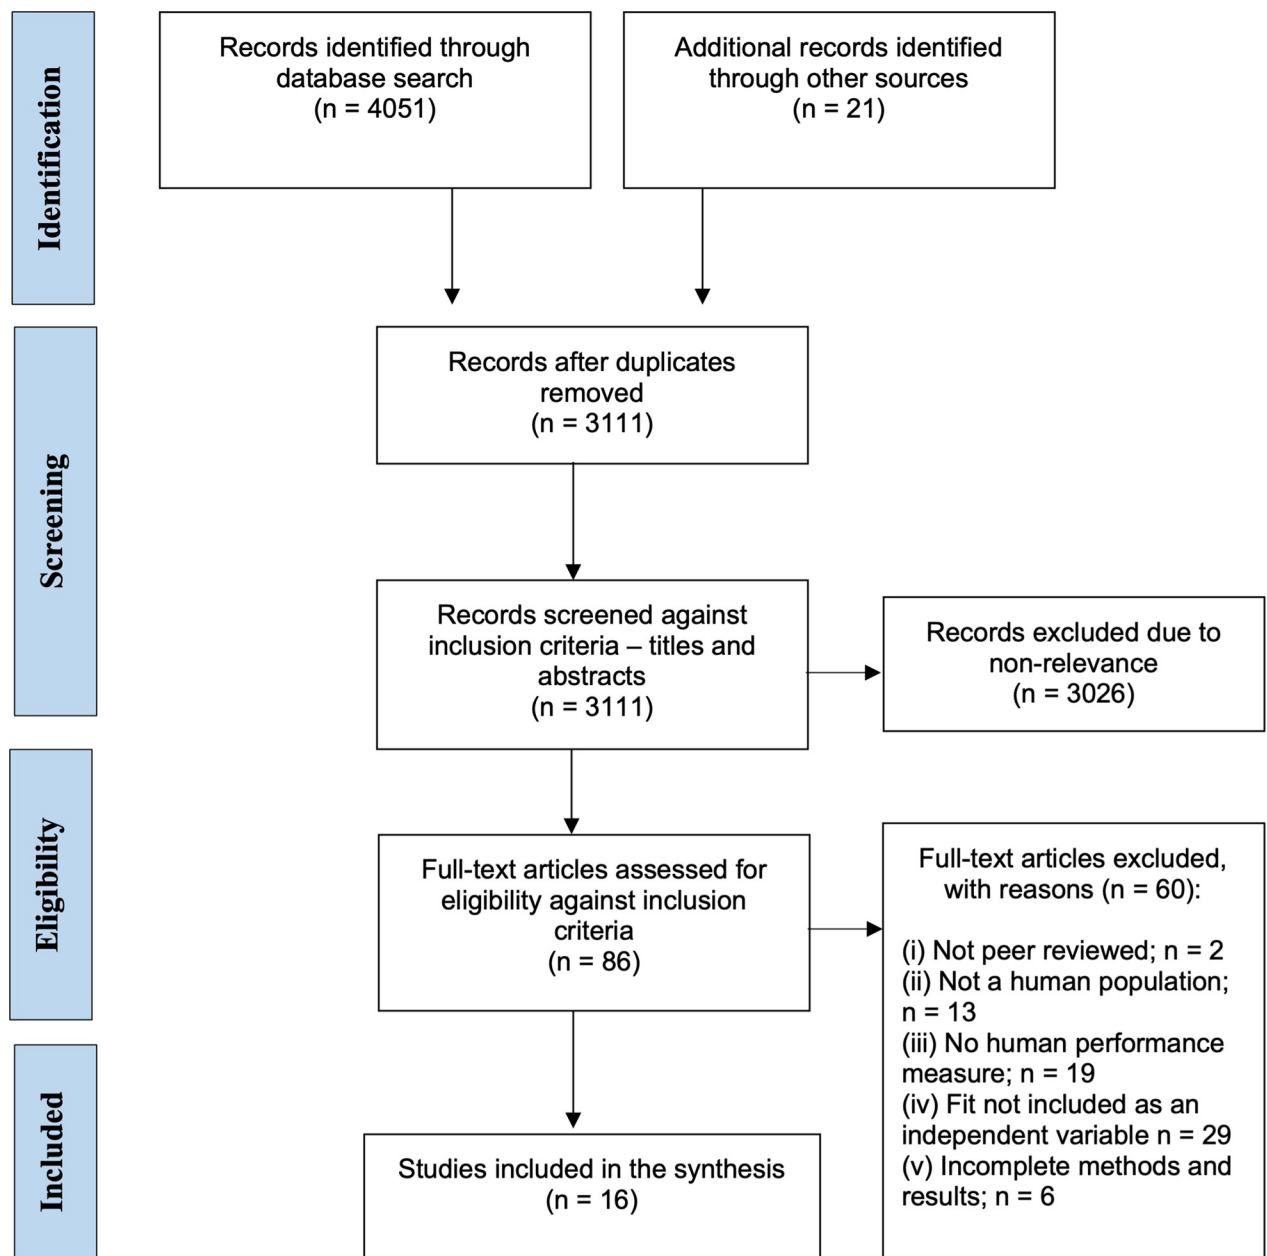 Identification
Records identified through
database search
(n = 4051)
Additional records identified
through other sources
(n = 21)
Screening
Records after duplicates
removed
(n = 3111)
Records screened against
inclusion criteria – titles and
abstracts
(n = 3111)
Records excluded due to
non-relevance
(n = 3026)
Eligibility
Full-text articles assessed for
eligibility against inclusion
criteria
(n = 86)
Full-text articles excluded,
with reasons (n = 60):
(i) Not peer reviewed; n = 2
(ii) Not a human population;
n = 13
(iii) No human performance
measure; n = 19
(iv) Fit not included as an
independent variable n = 29
(v) Incomplete methods and
results; n = 6
Included
Studies included in the synthesis
(n = 16)